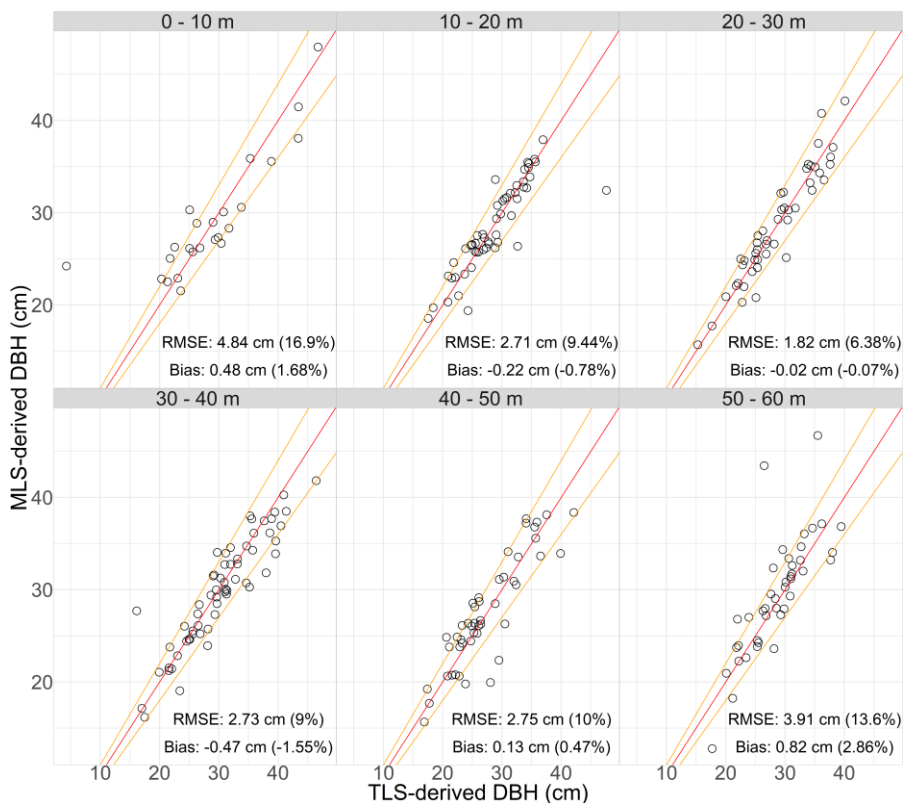 0 - 10 m
10 - 20 m
20 - 30 m
40
30
20
RMSE: 4.84 cm (16.9%)
Bias: 0.48 cm (1.68%)
RMSE: 2.71 cm (9.44%)
Bias: -0.22 cm (-0.78%)
RMSE: 1.82 cm (6.38%)
Bias: -0.02 cm (-0.07%)
MLS-derived DBH (cm)
30 - 40 m
40 - 50 m
50 - 60 m
40
30
20
RMSE: 2.73 cm (9%)
Bias: -0.47 cm (-1.55%)
RMSE: 2.75 cm (10%)
Bias: 0.13 cm (0.47%)
RMSE: 3.91 cm (13.6%)
Bias: 0.82 cm (2.86%)
10 20 30 40
10 20 30 40
10 20 30 40
TLS-derived DBH (cm)